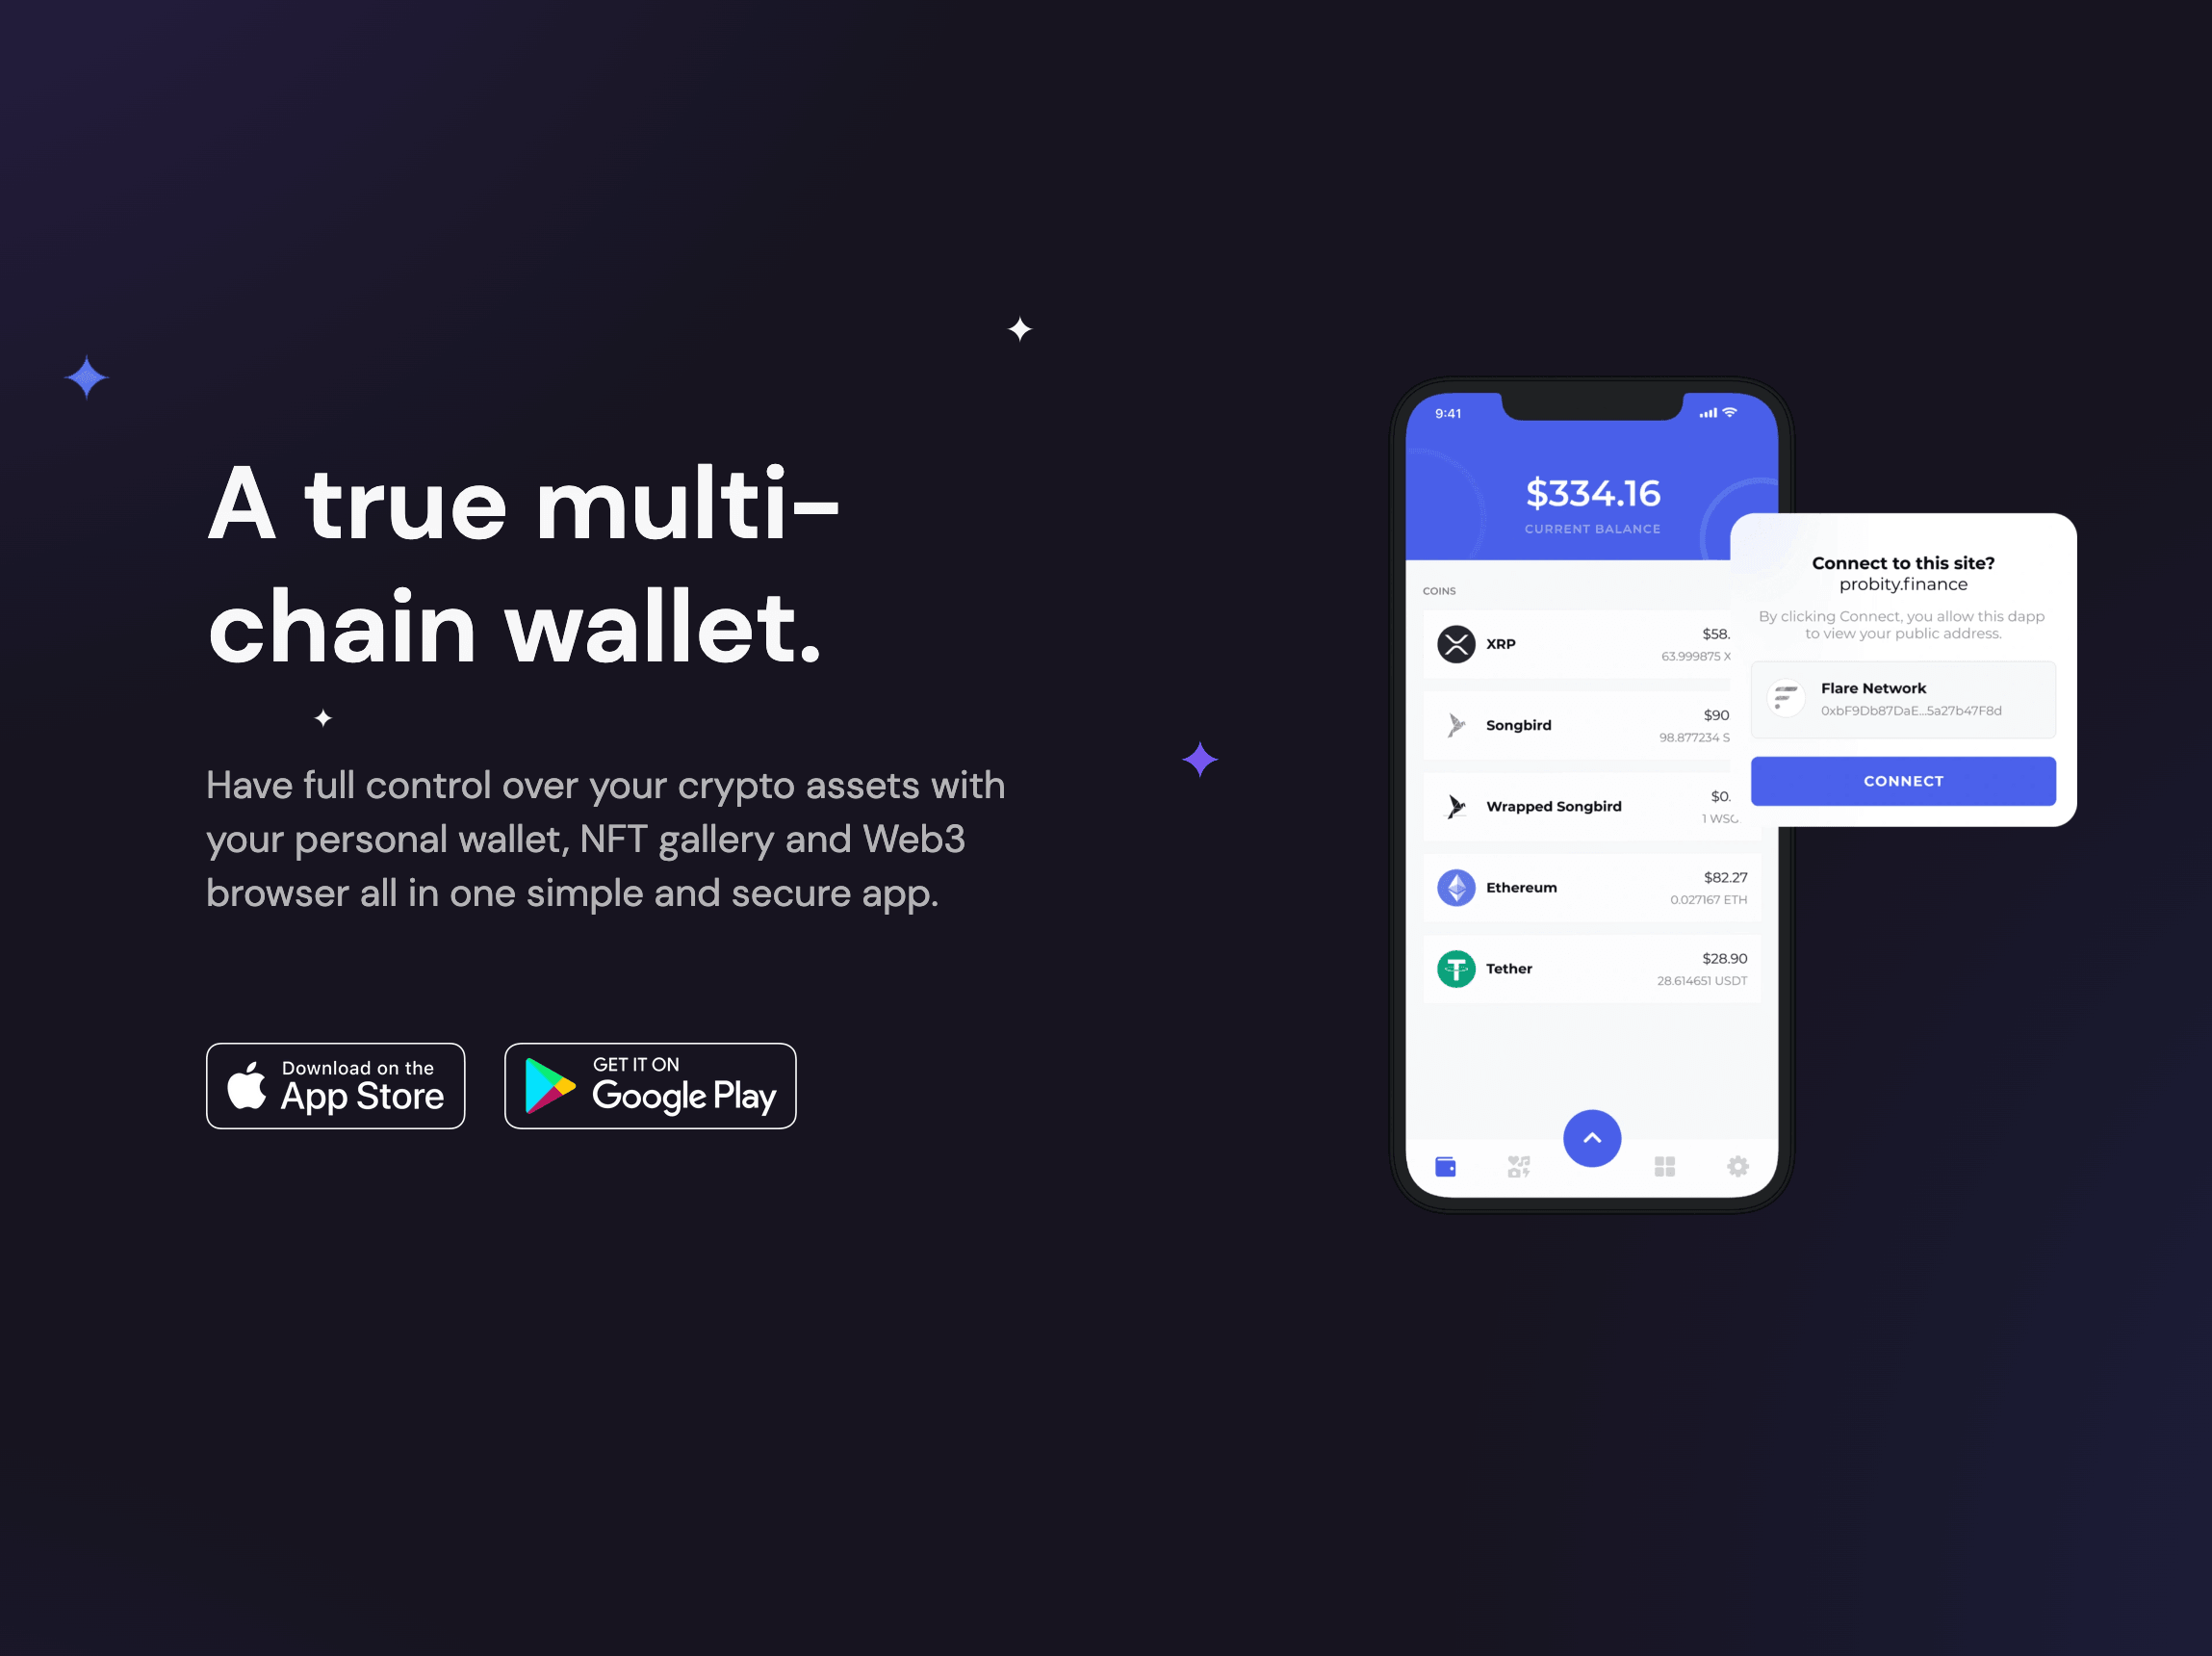 A true multi-
chain wallet.
Have full control over your crypto assets with
your personal wallet, NFT gallery and Web3
browser all in one simple and secure app.
Download on the
App Store
GET IT ON
Google Play
9:41
$334.16
CURRENT BALANCE
COINS
XRP
$58.
63.999875 X
Songbird
$90
98.877234 S
Wrapped Songbird
$0.
1 WSG
Ethereum
$82.27
0.027167 ETH
Tether
$28.90
28.614651 USDT
Connect to this site?
probity.finance
By clicking Connect, you allow this dapp
to view your public address.
Flare Network
0xbF9Db87DaE...5a27b47F8d
CONNECT